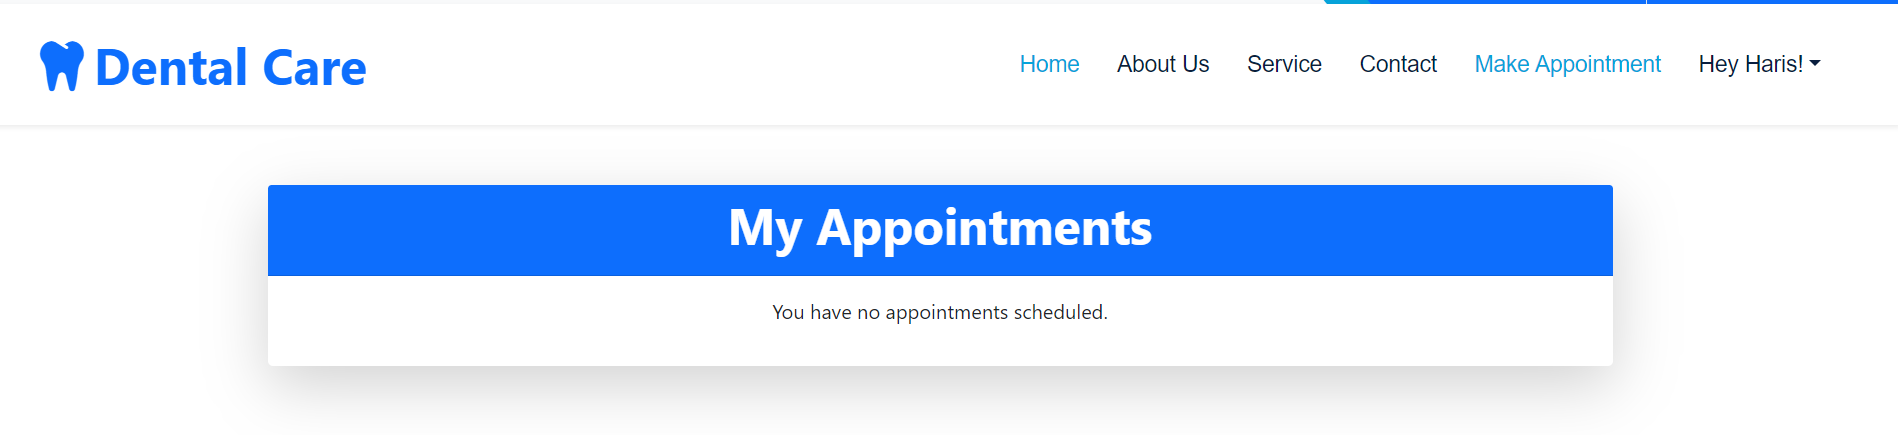 Dental Care
Home About Us Service Contact Make Appointment Hey Haris!
My Appointments
You have no appointments scheduled.